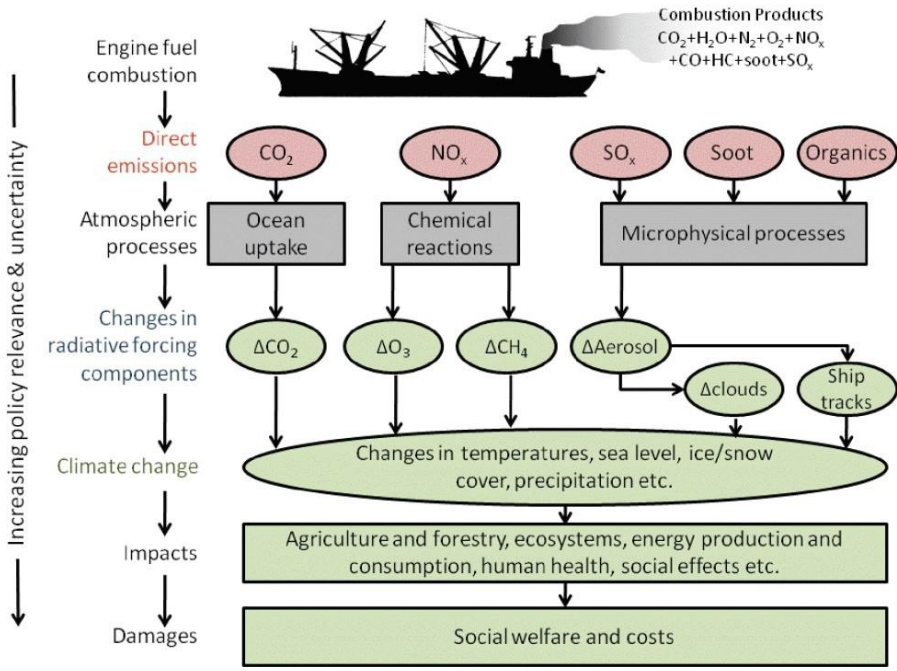 Combustion Products
CO₂+H₂O+N₂+O₂+NOₓ
+CO+HC+soot+SOₓ
Engine fuel
combustion
Increasing policy relevance & uncertainty
Direct
emissions
CO₂
NOₓ
SOₓ
Soot
Organics
Atmospheric
processes
Ocean
uptake
Chemical
reactions
Microphysical processes
Changes in
radiative forcing
components
ΔCO₂
ΔO₃
ΔCH₄
ΔAerosol
Δclouds
Ship
tracks
Climate change
Changes in temperatures, sea level, ice/snow
cover, precipitation etc.
Impacts
Agriculture and forestry, ecosystems, energy production and
consumption, human health, social effects etc.
Damages
Social welfare and costs